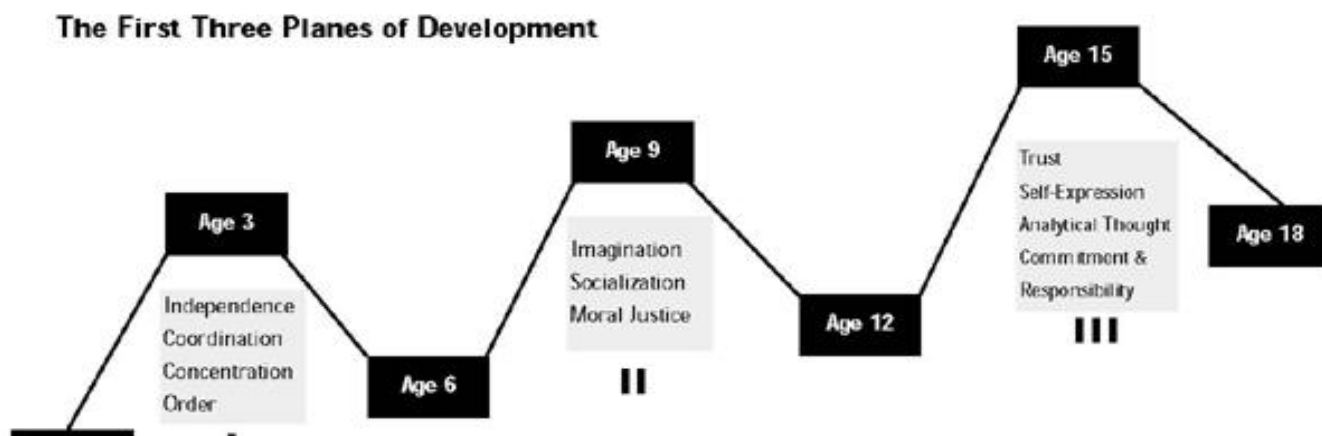 The First Three Planes of Development
Age 15
Age 9
Trust
Self-Expression
Analytical Thought
Commitment &
Responsibility
Age 3
Age 18
Imagination
Socialization
Moral Justice
Independence
Coordination
Concentration
Order
Age 12
III
Age 6
II